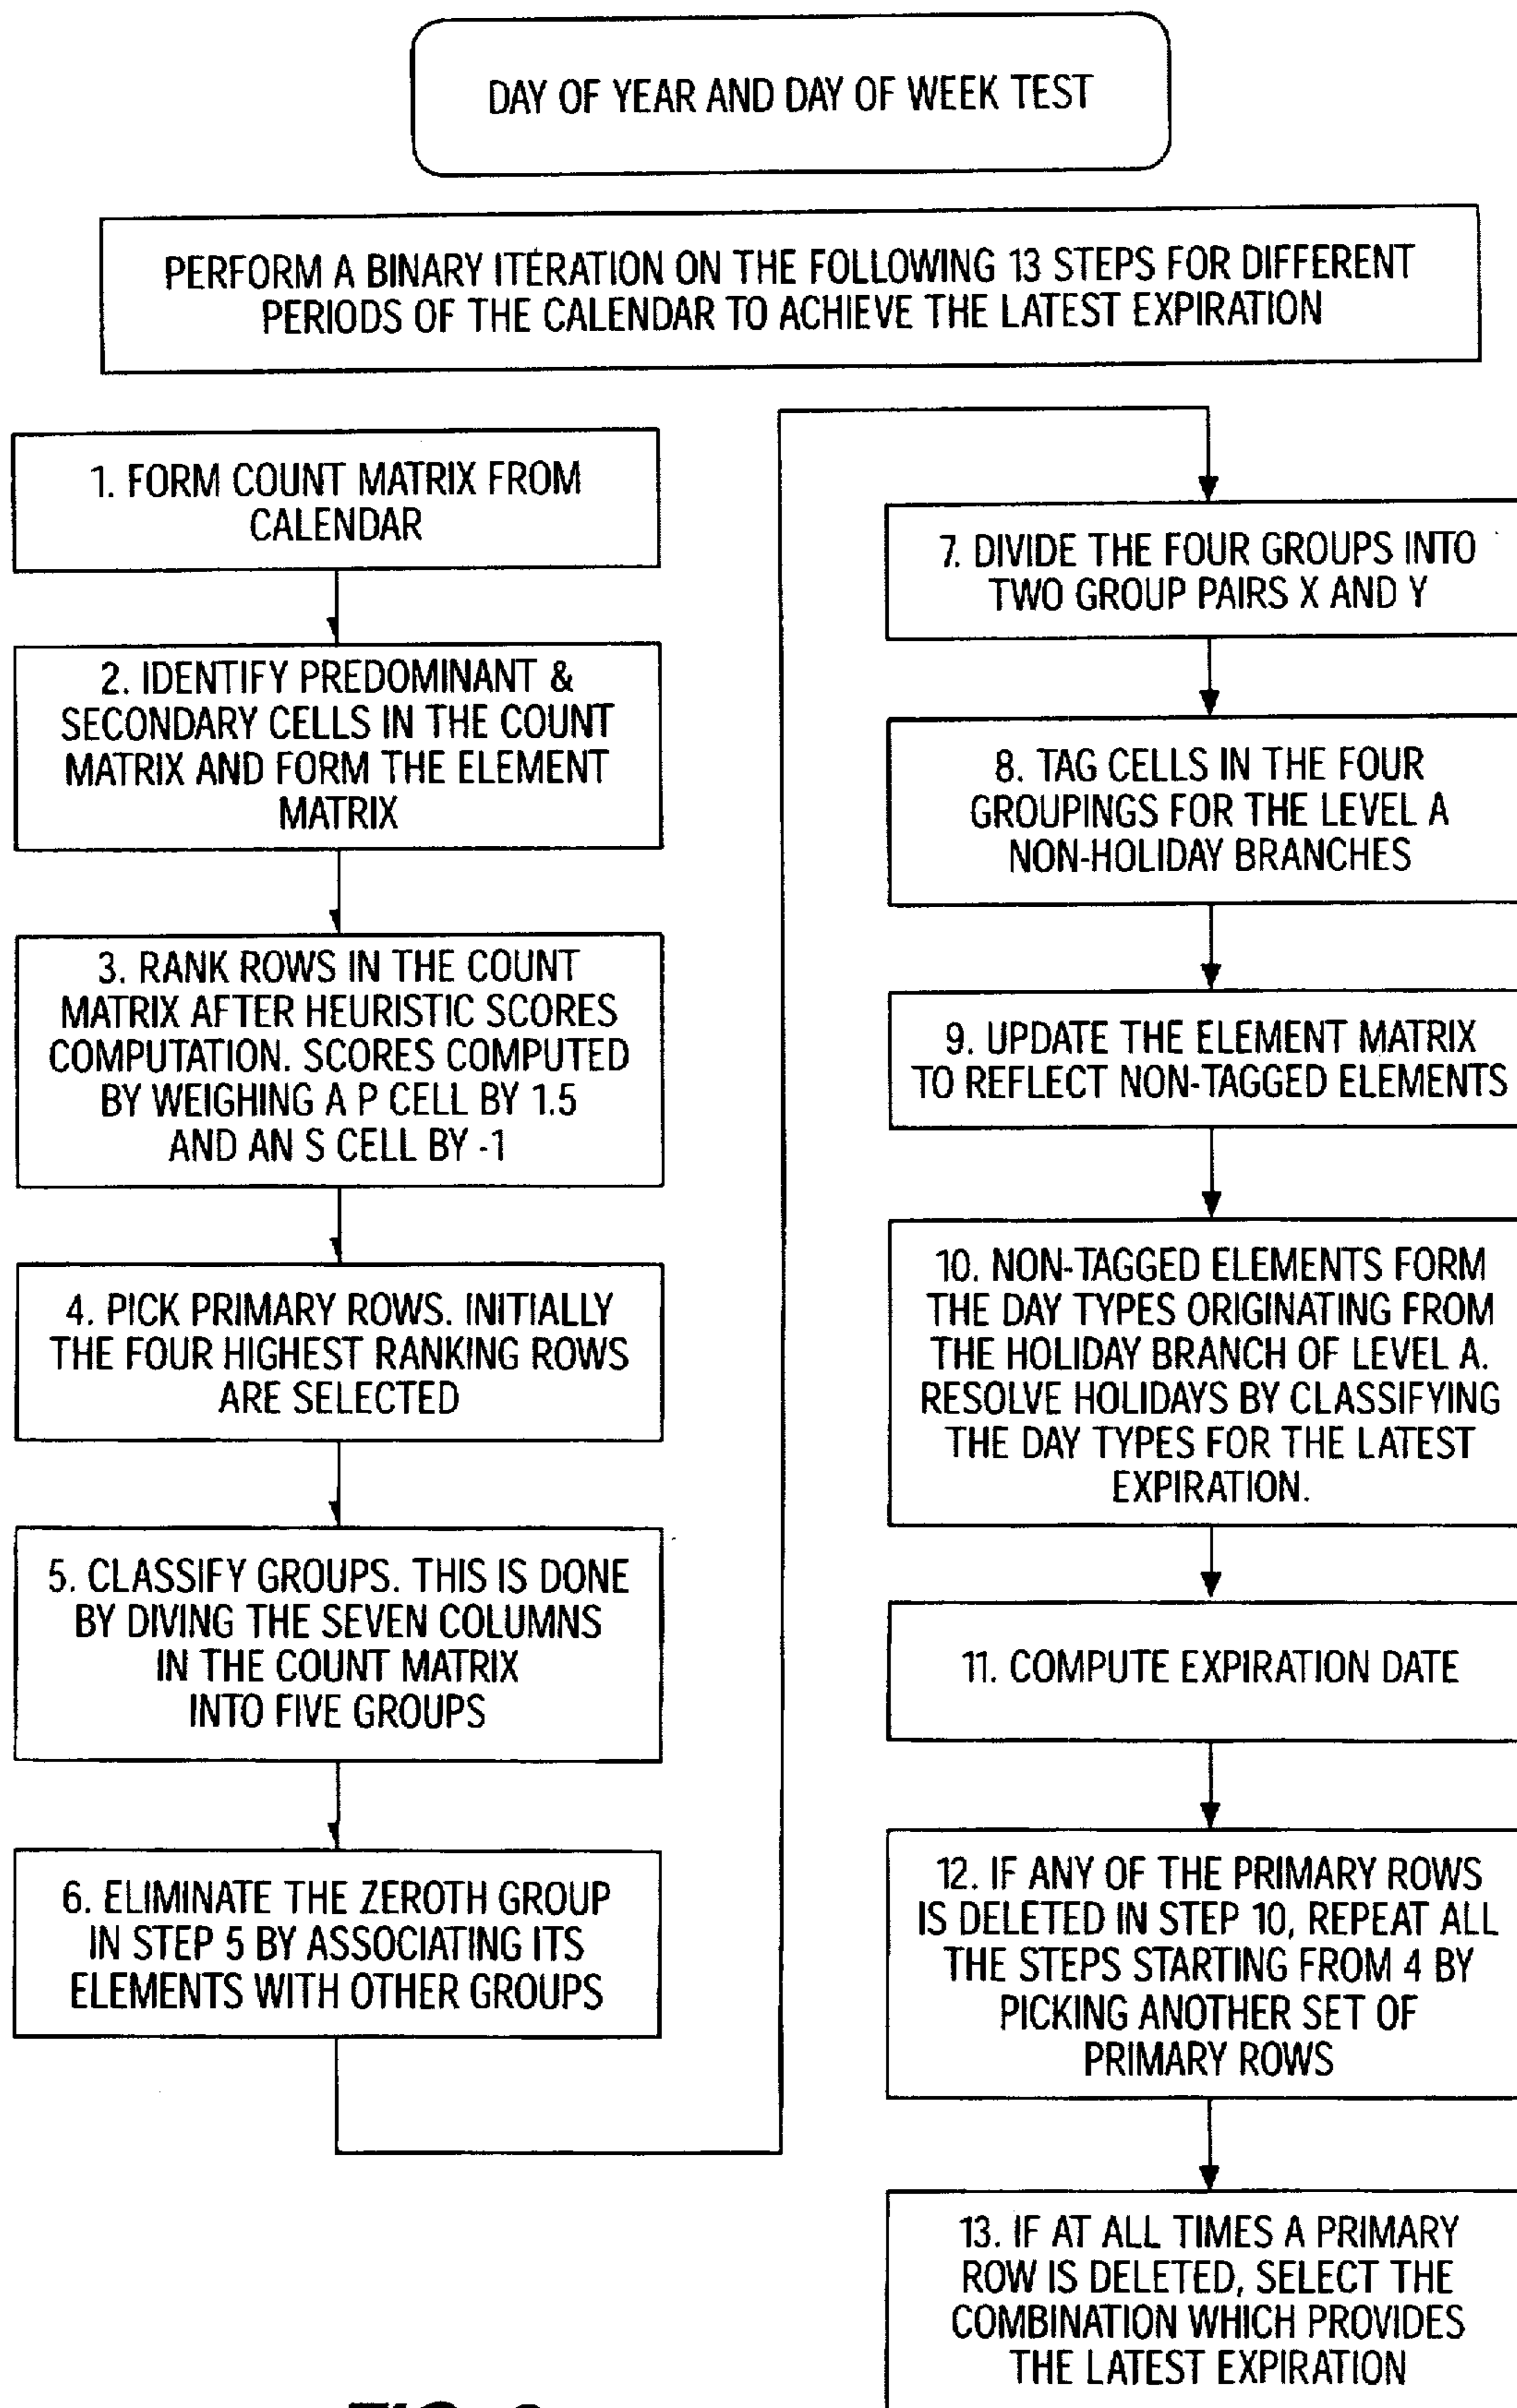 DAY OF YEAR AND DAY OF WEEK TEST
PERFORM A BINARY ITERATION ON THE FOLLOWING 13 STEPS FOR DIFFERENT
PERIODS OF THE CALENDAR TO ACHIEVE THE LATEST EXPIRATION
1. FORM COUNT MATRIX FROM
CALENDAR
2. IDENTIFY PREDOMINANT &
SECONDARY CELLS IN THE COUNT
MATRIX AND FORM THE ELEMENT
MATRIX
3. RANK ROWS IN THE COUNT
MATRIX AFTER HEURISTIC SCORES
COMPUTATION. SCORES COMPUTED
BY WEIGHING A P CELL BY 1.5
AND AN S CELL BY -1
4. PICK PRIMARY ROWS. INITIALLY
THE FOUR HIGHEST RANKING ROWS
ARE SELECTED
5. CLASSIFY GROUPS. THIS IS DONE
BY DIVING THE SEVEN COLUMNS
IN THE COUNT MATRIX
INTO FIVE GROUPS
6. ELIMINATE THE ZEROTH GROUP
IN STEP 5 BY ASSOCIATING ITS
ELEMENTS WITH OTHER GROUPS
7. DIVIDE THE FOUR GROUPS INTO
TWO GROUP PAIRS X AND Y
8. TAG CELLS IN THE FOUR
GROUPINGS FOR THE LEVEL A
NON-HOLIDAY BRANCHES
9. UPDATE THE ELEMENT MATRIX
TO REFLECT NON-TAGGED ELEMENTS
10. NON-TAGGED ELEMENTS FORM
THE DAY TYPES ORIGINATING FROM
THE HOLIDAY BRANCH OF LEVEL A.
RESOLVE HOLIDAYS BY CLASSIFYING
THE DAY TYPES FOR THE LATEST
EXPIRATION.
11. COMPUTE EXPIRATION DATE
12. IF ANY OF THE PRIMARY ROWS
IS DELETED IN STEP 10, REPEAT ALL
THE STEPS STARTING FROM 4 BY
PICKING ANOTHER SET OF
PRIMARY ROWS
13. IF AT ALL TIMES A PRIMARY
ROW IS DELETED, SELECT THE
COMBINATION WHICH PROVIDES
THE LATEST EXPIRATION